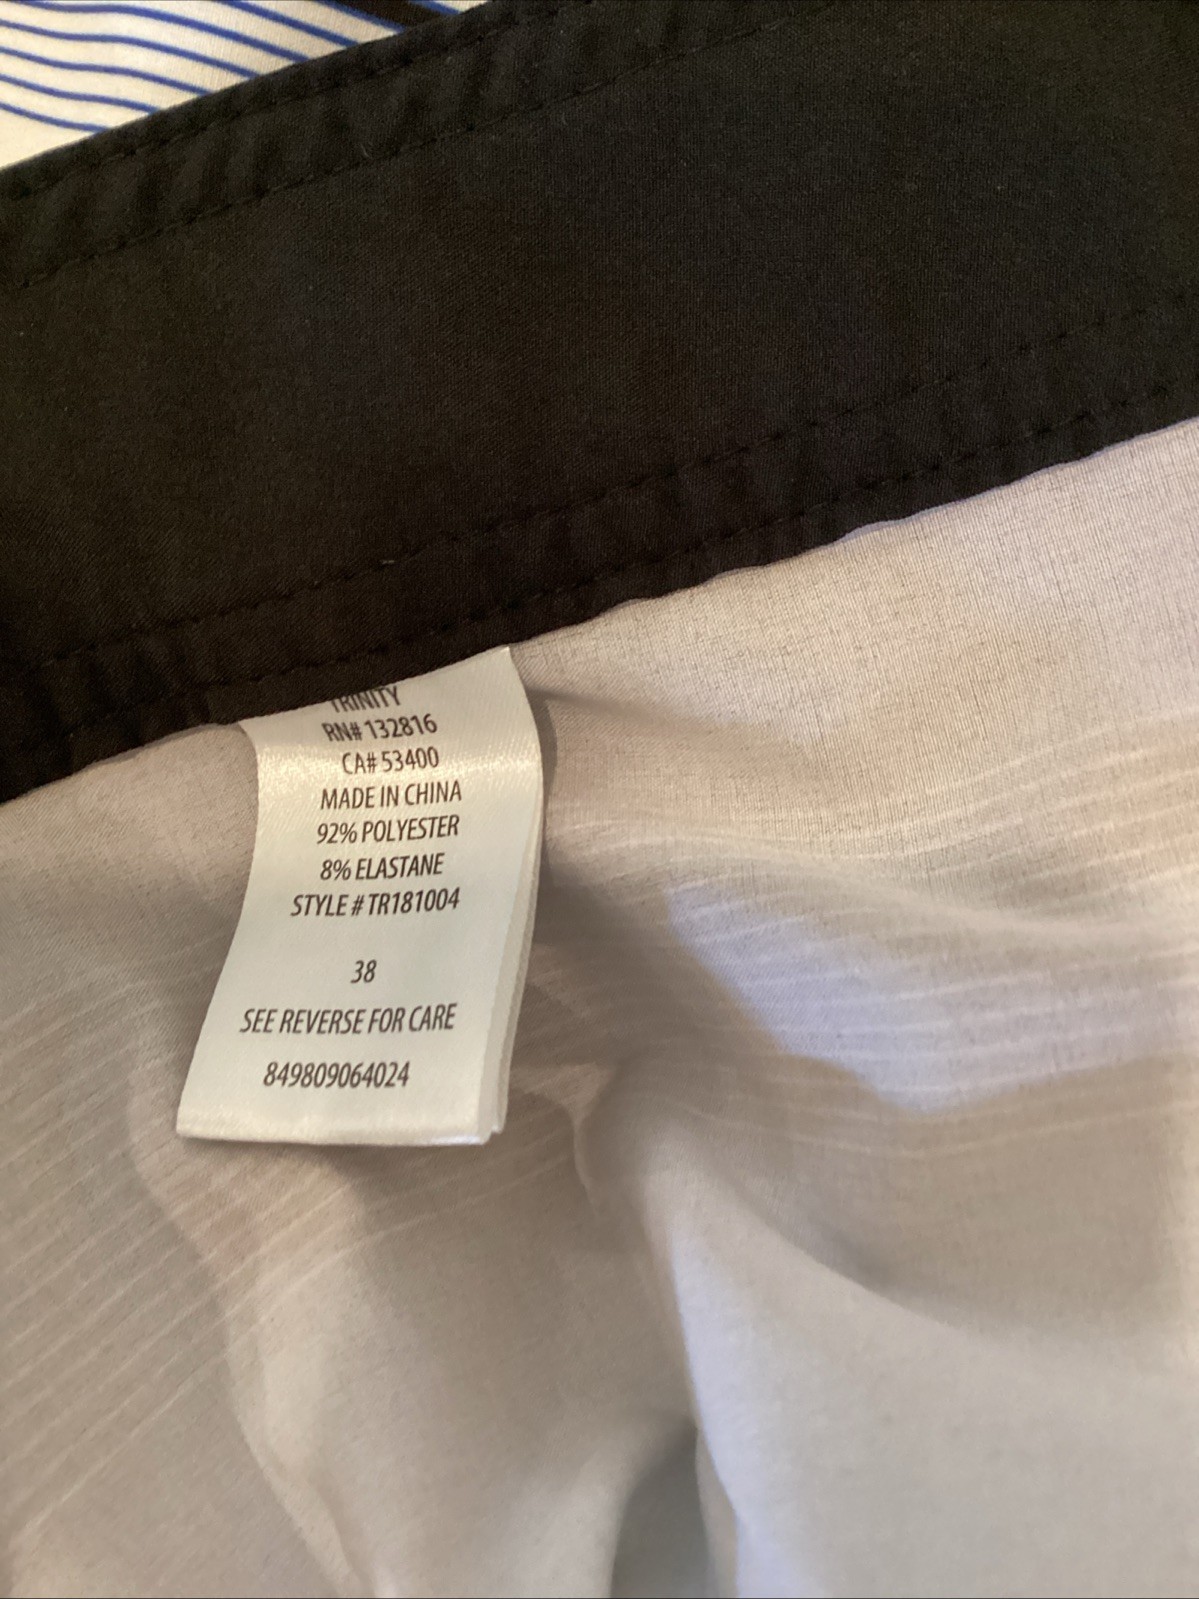 TRINITY
RN# 132816
CA# 53400
MADE IN CHINA
92% POLYESTER
8% ELASTANE
STYLE # TR181004
38
SEE REVERSE FOR CARE
849809064024